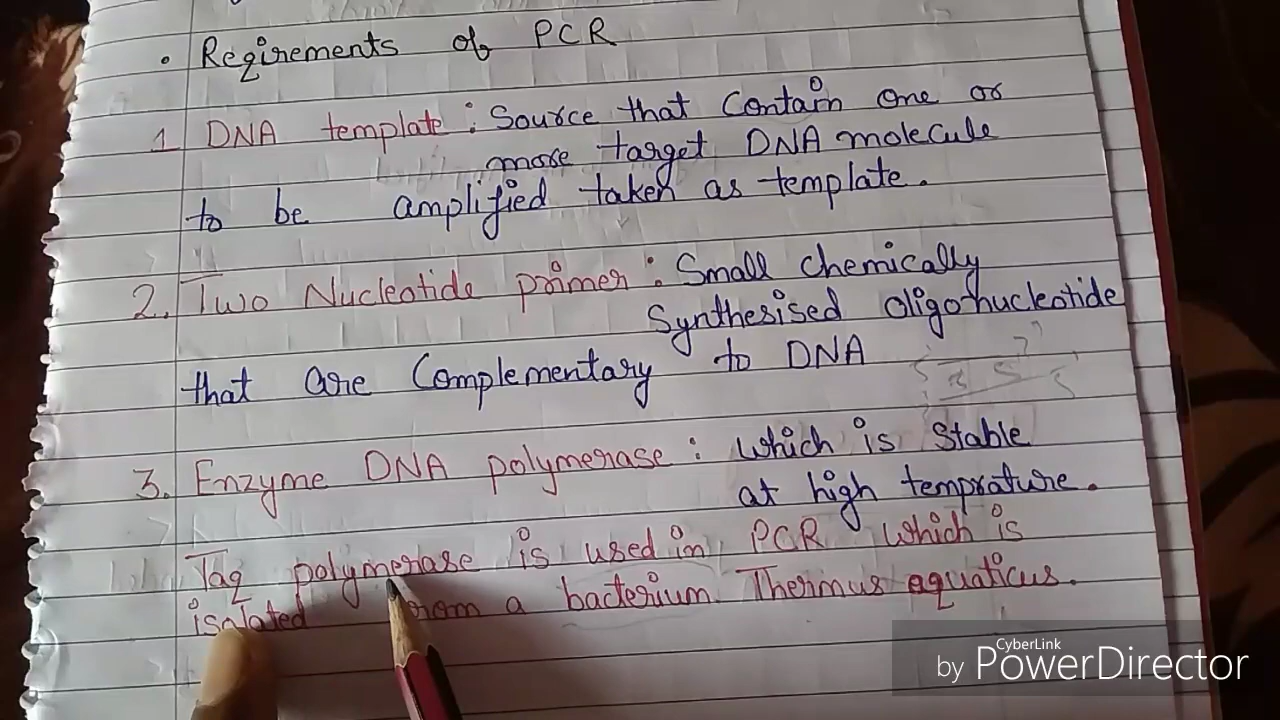 • Reqirements of PCR
1 DNA template : Source that Contain one or
more target DNA molecule
to be amplified taken as template.
2. Two Nucleotide primer : Small chemically
Synthesised oligonucleotide
that are Complementary to DNA
3. Enzyme DNA polymerase : which is Stable
at high temprature.
Taq polymerase is used in PCR which is
isolated from a bacterium Thermus aquaticus.
CyberLink
by PowerDirector